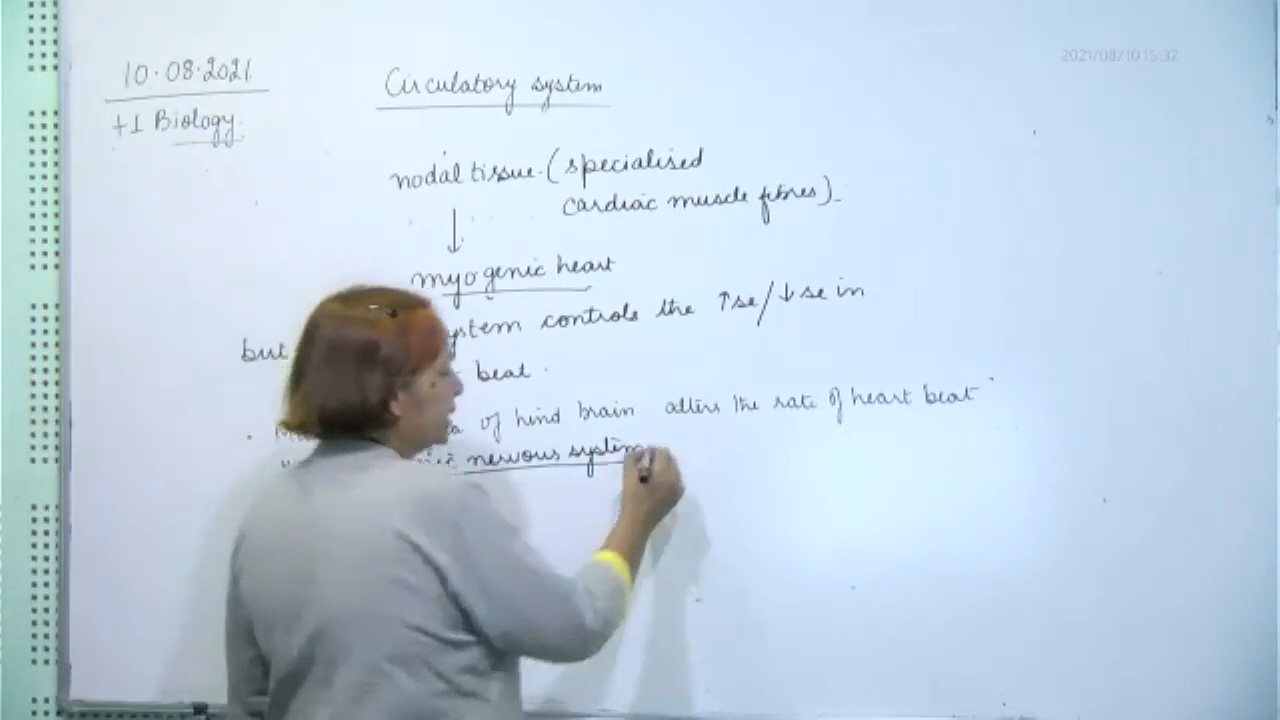 2021/08/10 15:32
10.08.2021.
+1 Biology.
Circulatory system
nodal tissue. (specialised
cardiac muscle fibres).
↓
myogenic heart
but ystem controls the ↑se/↓se in
beat.
of hind brain alters the rate of heart beat
nervous system